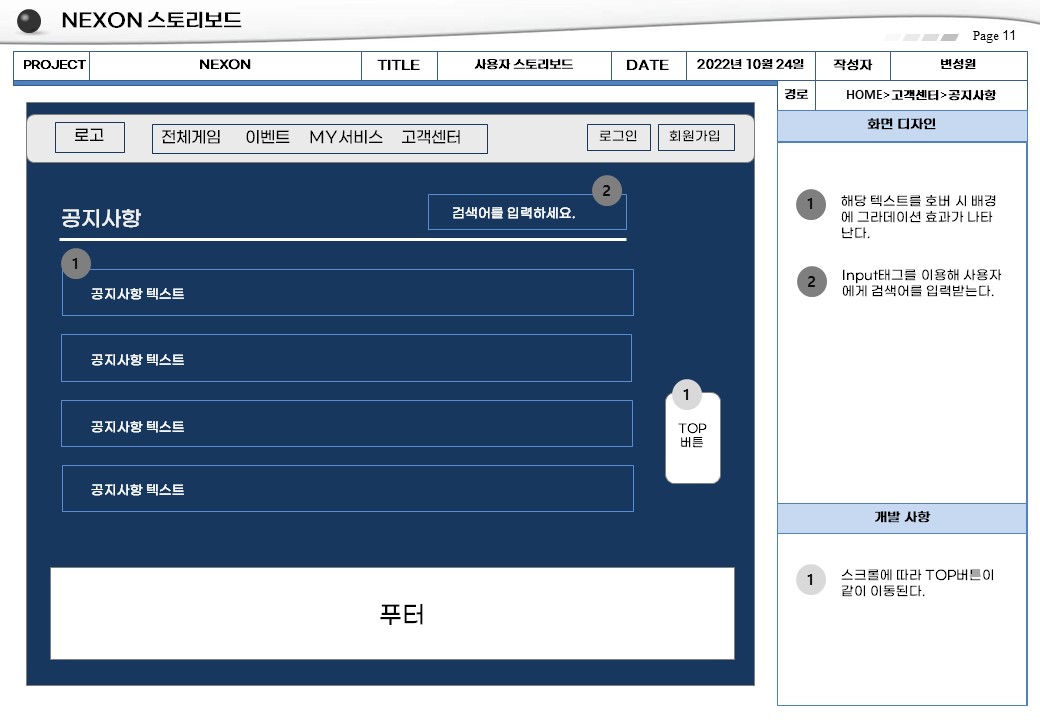 NEXON 스토리보드
Page 11
PROJECT NEXON TITLE 사용자 스토리보드 DATE 2022년 10월 24일 작성자 변성원
경로 HOME>고객센터>공지사항
로고 전체게임 이벤트 MY서비스 고객센터 로그인 회원가입
공지사항
검색어를 입력하세요.
2
1
공지사항 텍스트
공지사항 텍스트
공지사항 텍스트
공지사항 텍스트
1
TOP
버튼
푸터
화면 디자인
1
해당 텍스트를 호버 시 배경
에 그라데이션 효과가 나타
난다.
2
Input태그를 이용해 사용자
에게 검색어를 입력받는다.
개발 사항
1
스크롤에 따라 TOP버튼이
같이 이동된다.